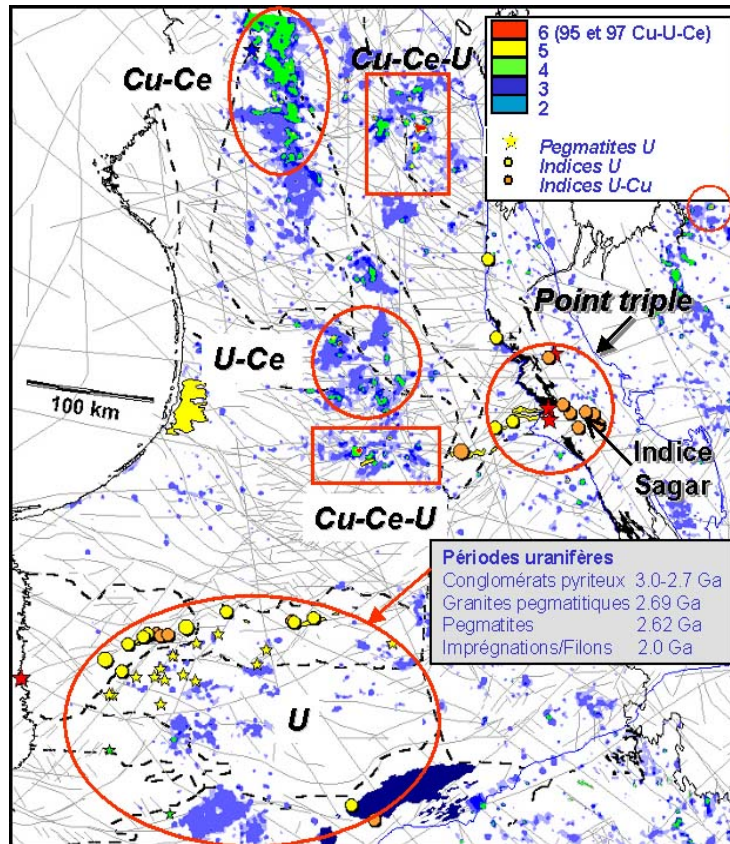 6 (95 et 97 Cu-U-Ce)
5
4
3
2
Pegmatites U
Indices U
Indices U-Cu
Cu-Ce
Cu-Ce-U
Point triple
U-Ce
100 km
Indice
Sagar
Cu-Ce-U
Périodes uranifères
Conglomérats pyriteux 3.0-2.7 Ga
Granites pegmatitiques 2.69 Ga
Pegmatites 2.62 Ga
Imprégnations/Filons 2.0 Ga
U